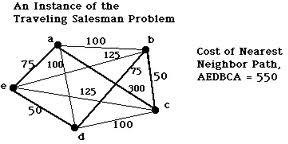 An Instance of the
Traveling Salesman Problem
a
100
b
75
100
125
75
50
e
125
300
c
50
100
d
Cost of Nearest
Neighbor Path,
AEDBCA = 550